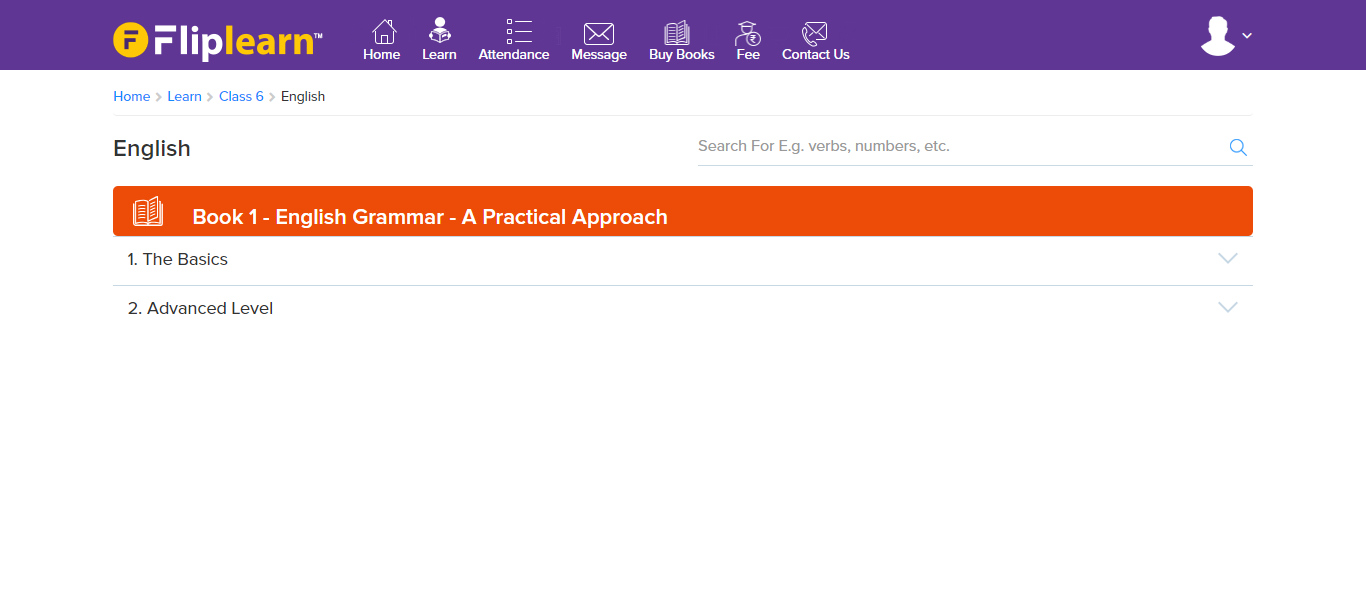 Fliplearn™
Home Learn Attendance Message Buy Books Fee Contact Us
Home > Learn > Class 6 > English
English
Search For E.g. verbs, numbers, etc.
Book 1 - English Grammar - A Practical Approach
1. The Basics
2. Advanced Level